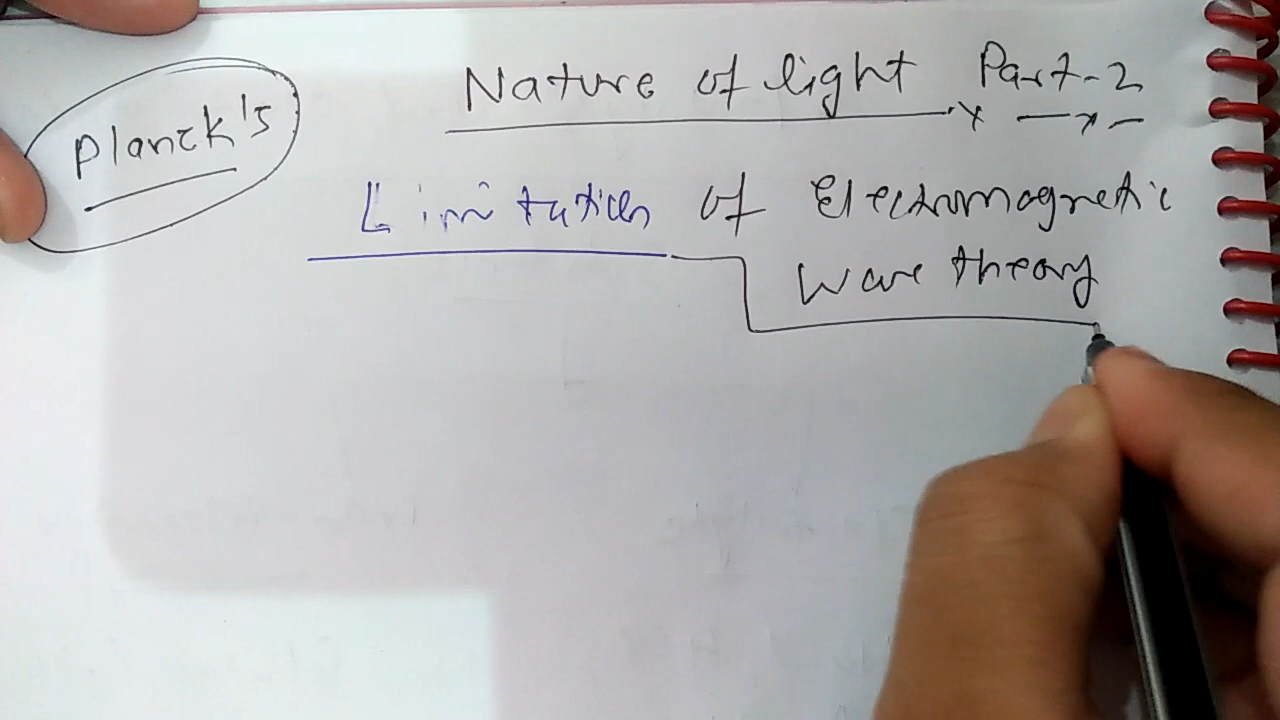 Nature of light Part-2
Planck's
Limitation of Electromagnetic
Wave theory